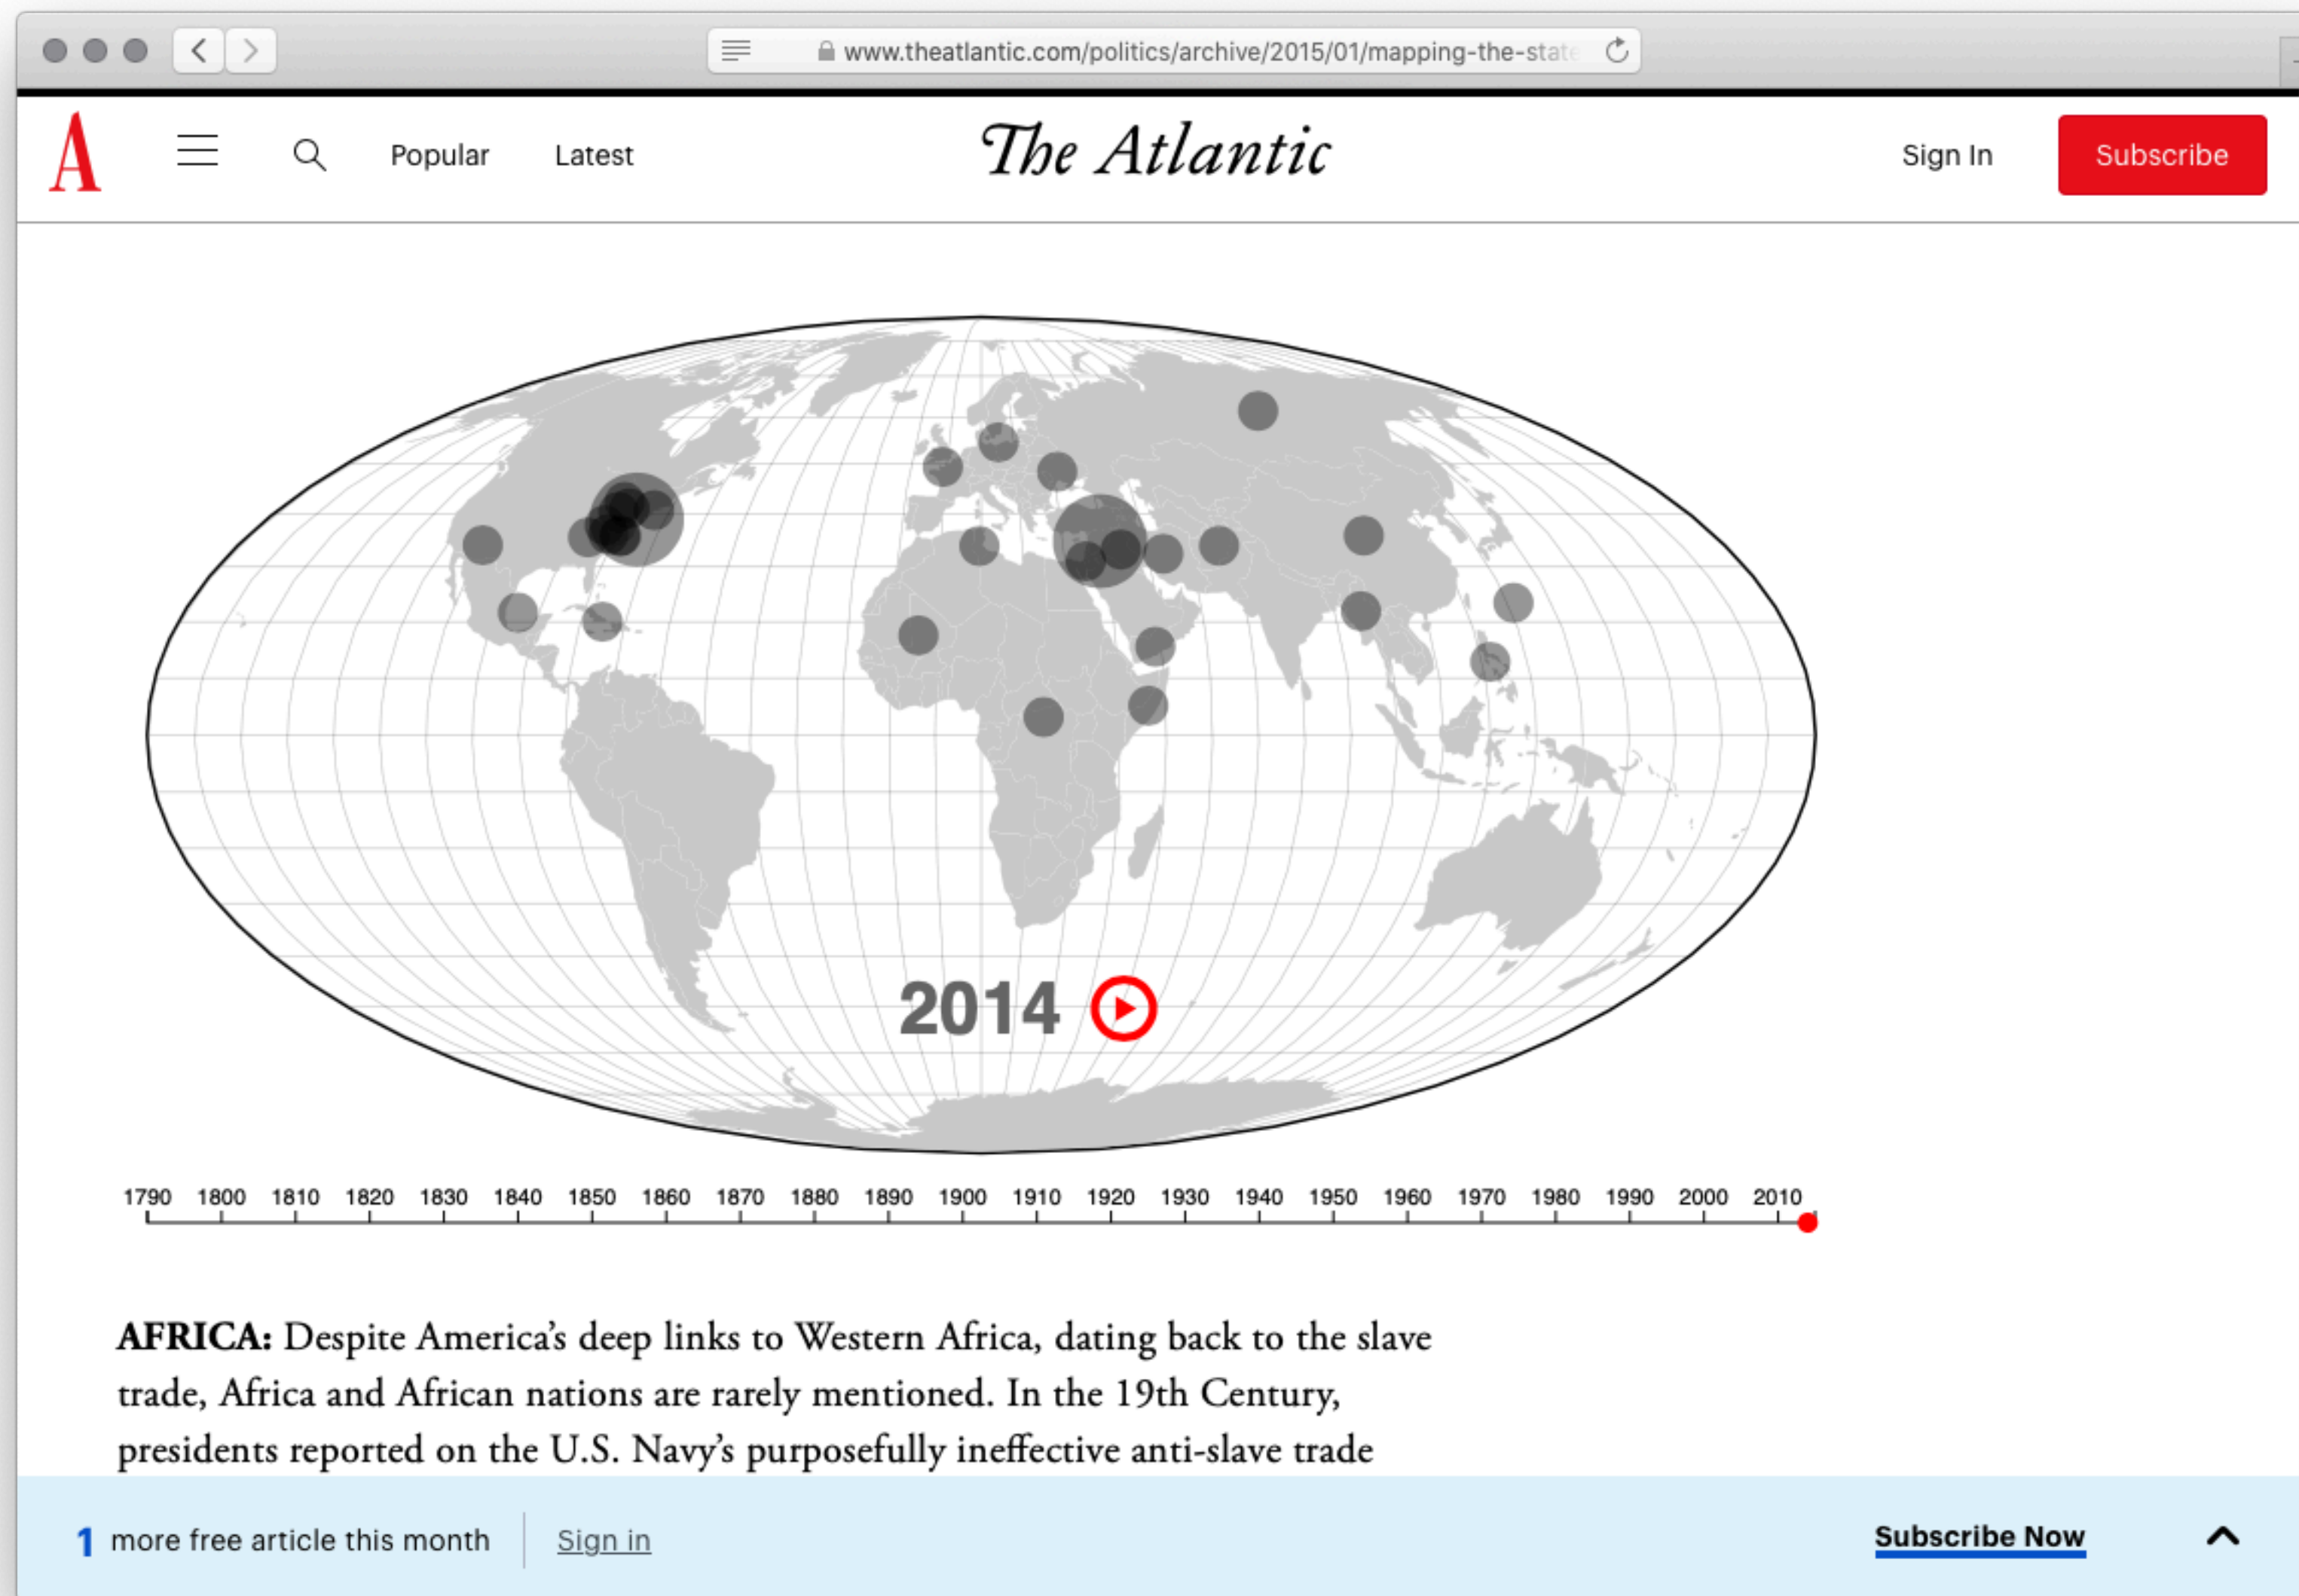 www.theatlantic.com/politics/archive/2015/01/mapping-the-state
A
Popular Latest The Atlantic Sign In Subscribe
2014
1790 1800 1810 1820 1830 1840 1850 1860 1870 1880 1890 1900 1910 1920 1930 1940 1950 1960 1970 1980 1990 2000 2010
AFRICA: Despite America’s deep links to Western Africa, dating back to the slave
trade, Africa and African nations are rarely mentioned. In the 19th Century,
presidents reported on the U.S. Navy’s purposefully ineffective anti-slave trade
1 more free article this month Sign in Subscribe Now